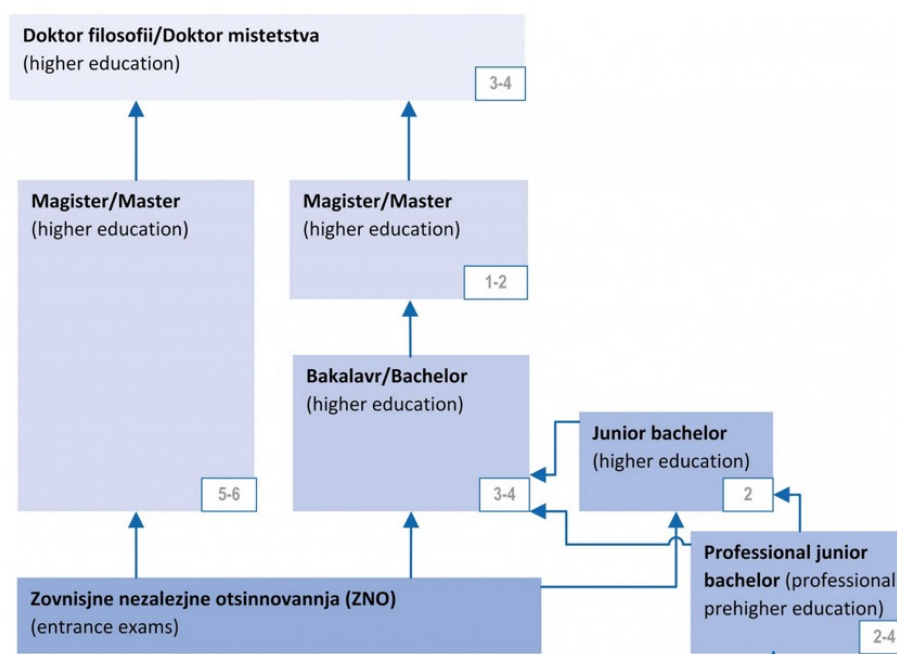 Doktor filosofii/Doktor mistetstva
(higher education)
3-4
Magister/Master
(higher education)
5-6
Magister/Master
(higher education)
1-2
Bakalavr/Bachelor
(higher education)
3-4
Junior bachelor
(higher education)
2
Professional junior
bachelor (professional
prehigher education)
2-4
Zovnisjne nezalezjne otsinnovannja (ZNO)
(entrance exams)